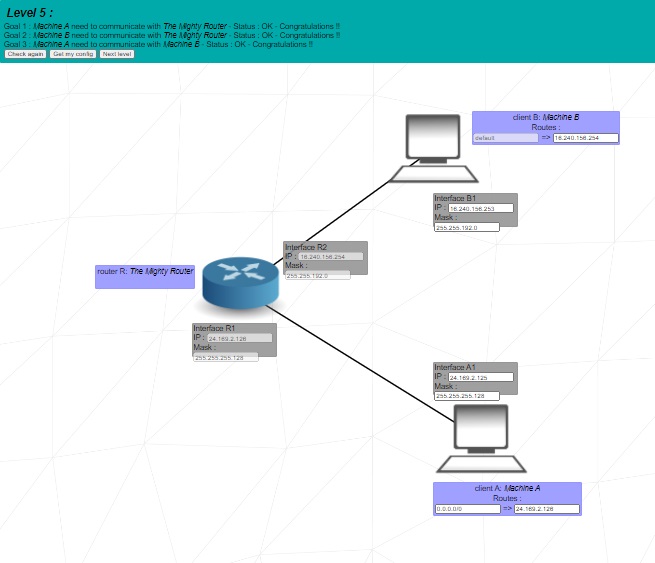 Level 5 :
Goal 1 : Machine A need to communicate with The Mighty Router - Status : OK - Congratulations !!
Goal 2 : Machine B need to communicate with The Mighty Router - Status : OK - Congratulations !!
Goal 3 : Machine A need to communicate with Machine B - Status : OK - Congratulations !!
Check again Get my config Next level
client B: Machine B
Routes :
default => 16.240.156.254
Interface B1
IP : 16.240.156.253
Mask :
255.255.192.0
Interface R2
IP : 16.240.156.254
Mask :
255.255.192.0
router R: The Mighty Router
Interface R1
IP : 24.169.2.126
Mask :
255.255.255.128
Interface A1
IP : 24.169.2.125
Mask :
255.255.255.128
client A: Machine A
Routes :
0.0.0.0/0 => 24.169.2.126